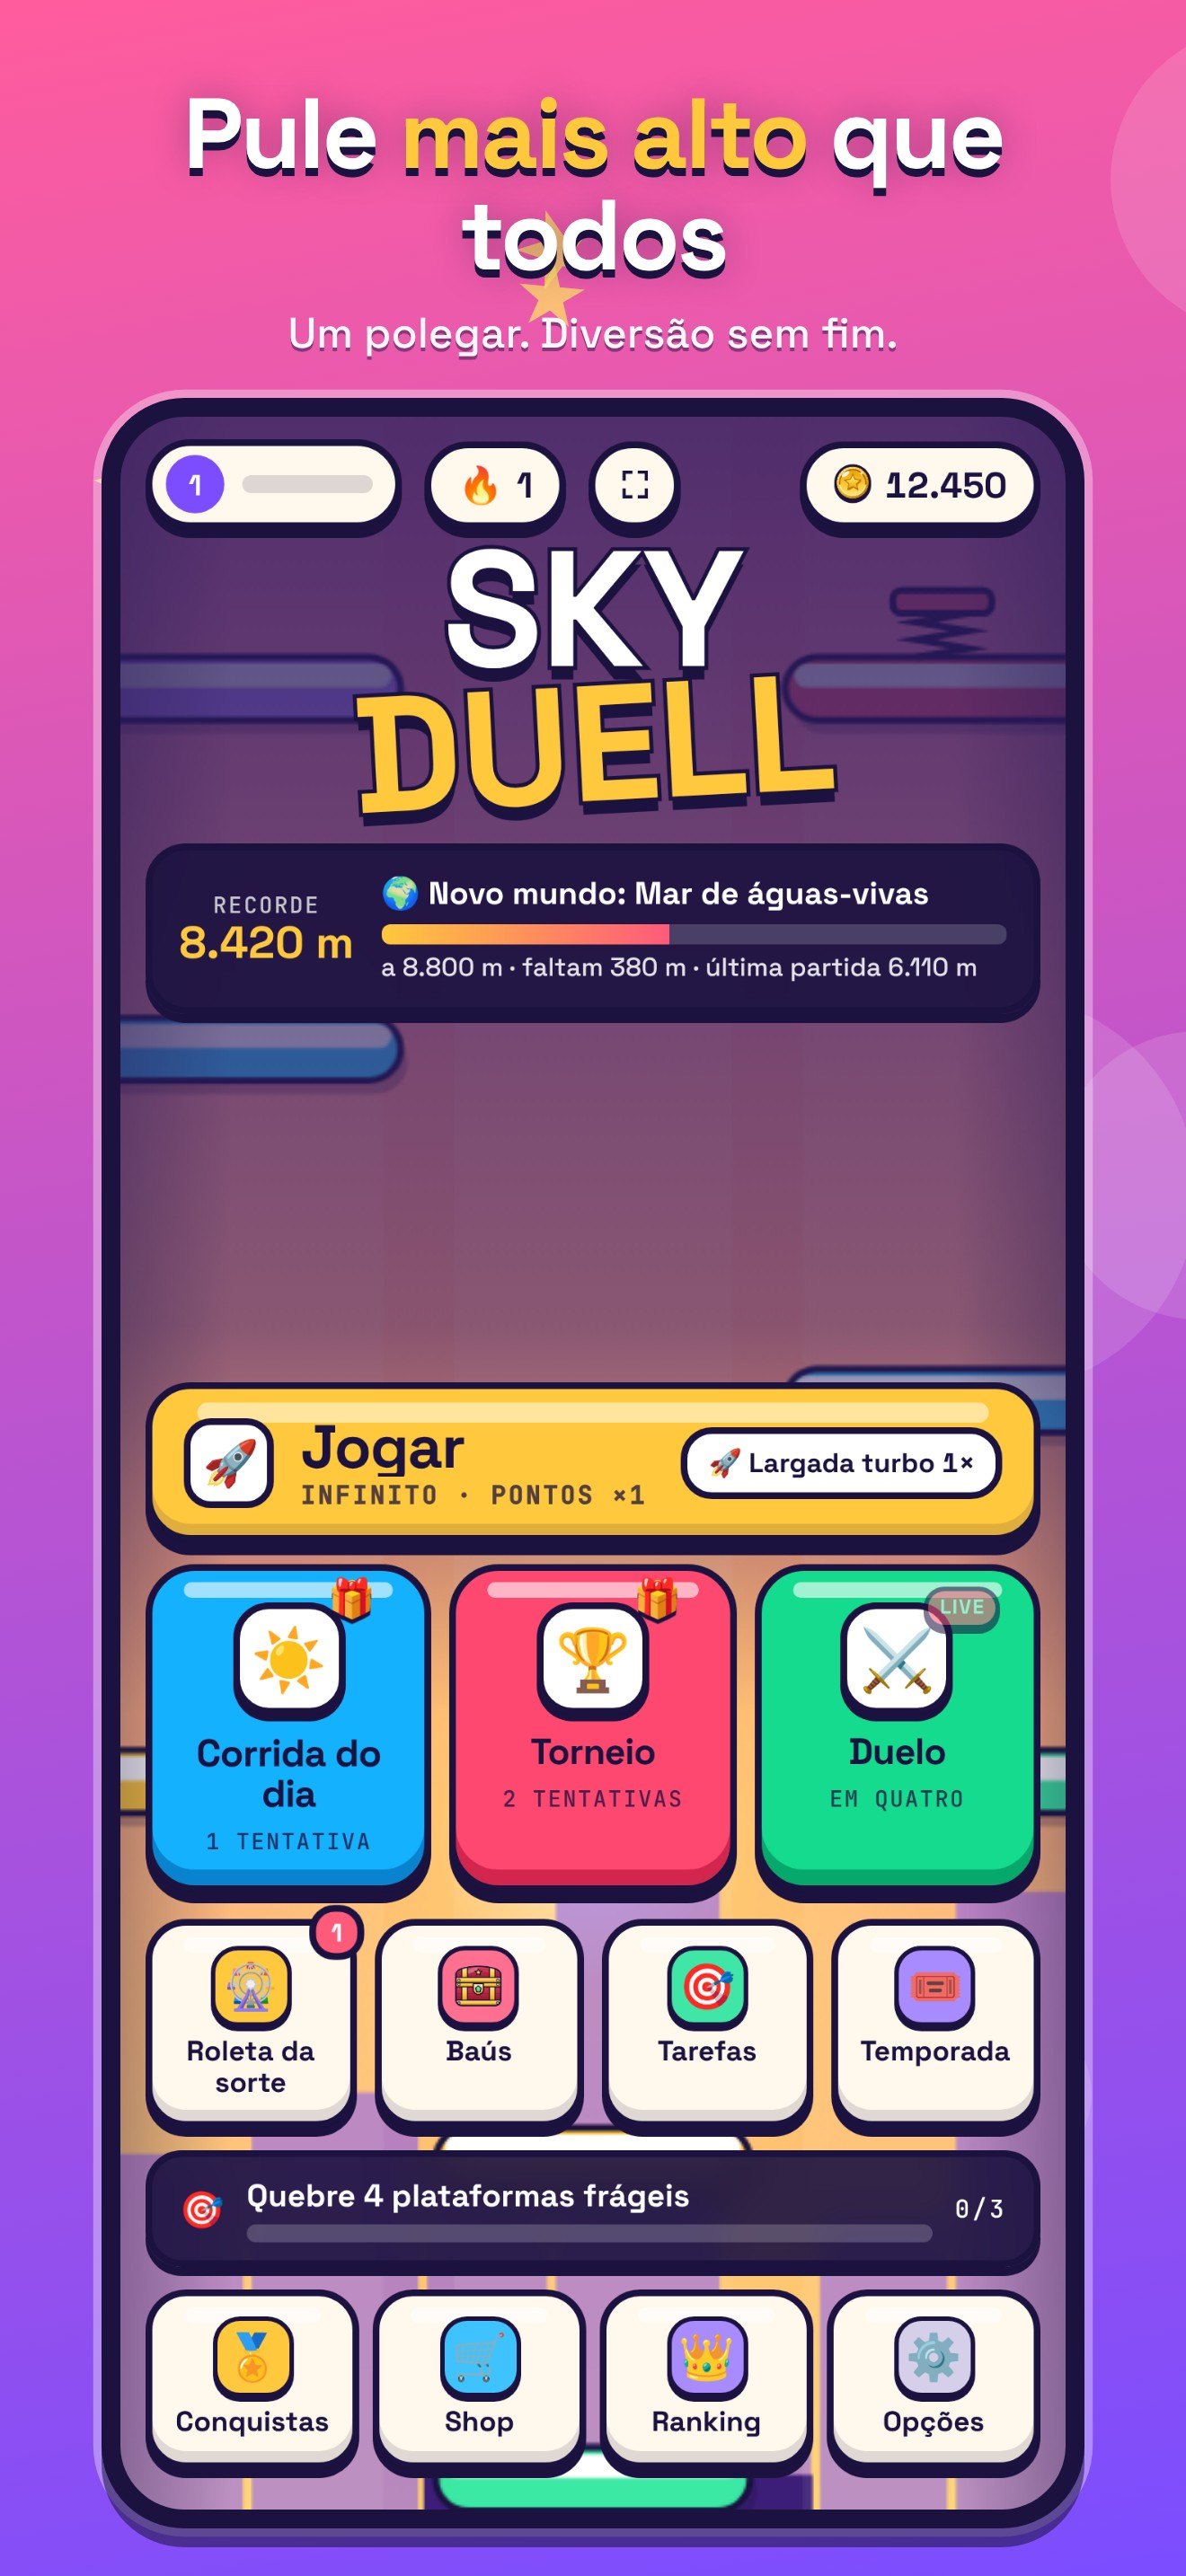 Pule mais alto que
todos
Um polegar. Diversão sem fim.
1
1
12.450
SKY
DUELL
RECORDE
8.420 m
Novo mundo: Mar de águas-vivas
a 8.800 m · faltam 380 m · última partida 6.110 m
Jogar
INFINITO · PONTOS ×1
Largada turbo 1×
LIVE
Corrida do
dia
1 TENTATIVA
Torneio
2 TENTATIVAS
Duelo
EM QUATRO
1
Roleta da
sorte
Baús
Tarefas
Temporada
Quebre 4 plataformas frágeis
0/3
Conquistas
Shop
Ranking
Opções